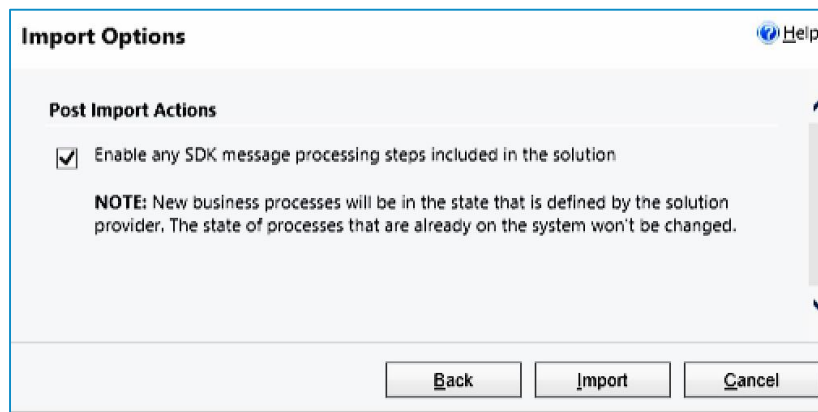 Import Options
Help
Post Import Actions
Enable any SDK message processing steps included in the solution
NOTE: New business processes will be in the state that is defined by the solution
provider. The state of processes that are already on the system won't be changed.
Back
Import
Cancel